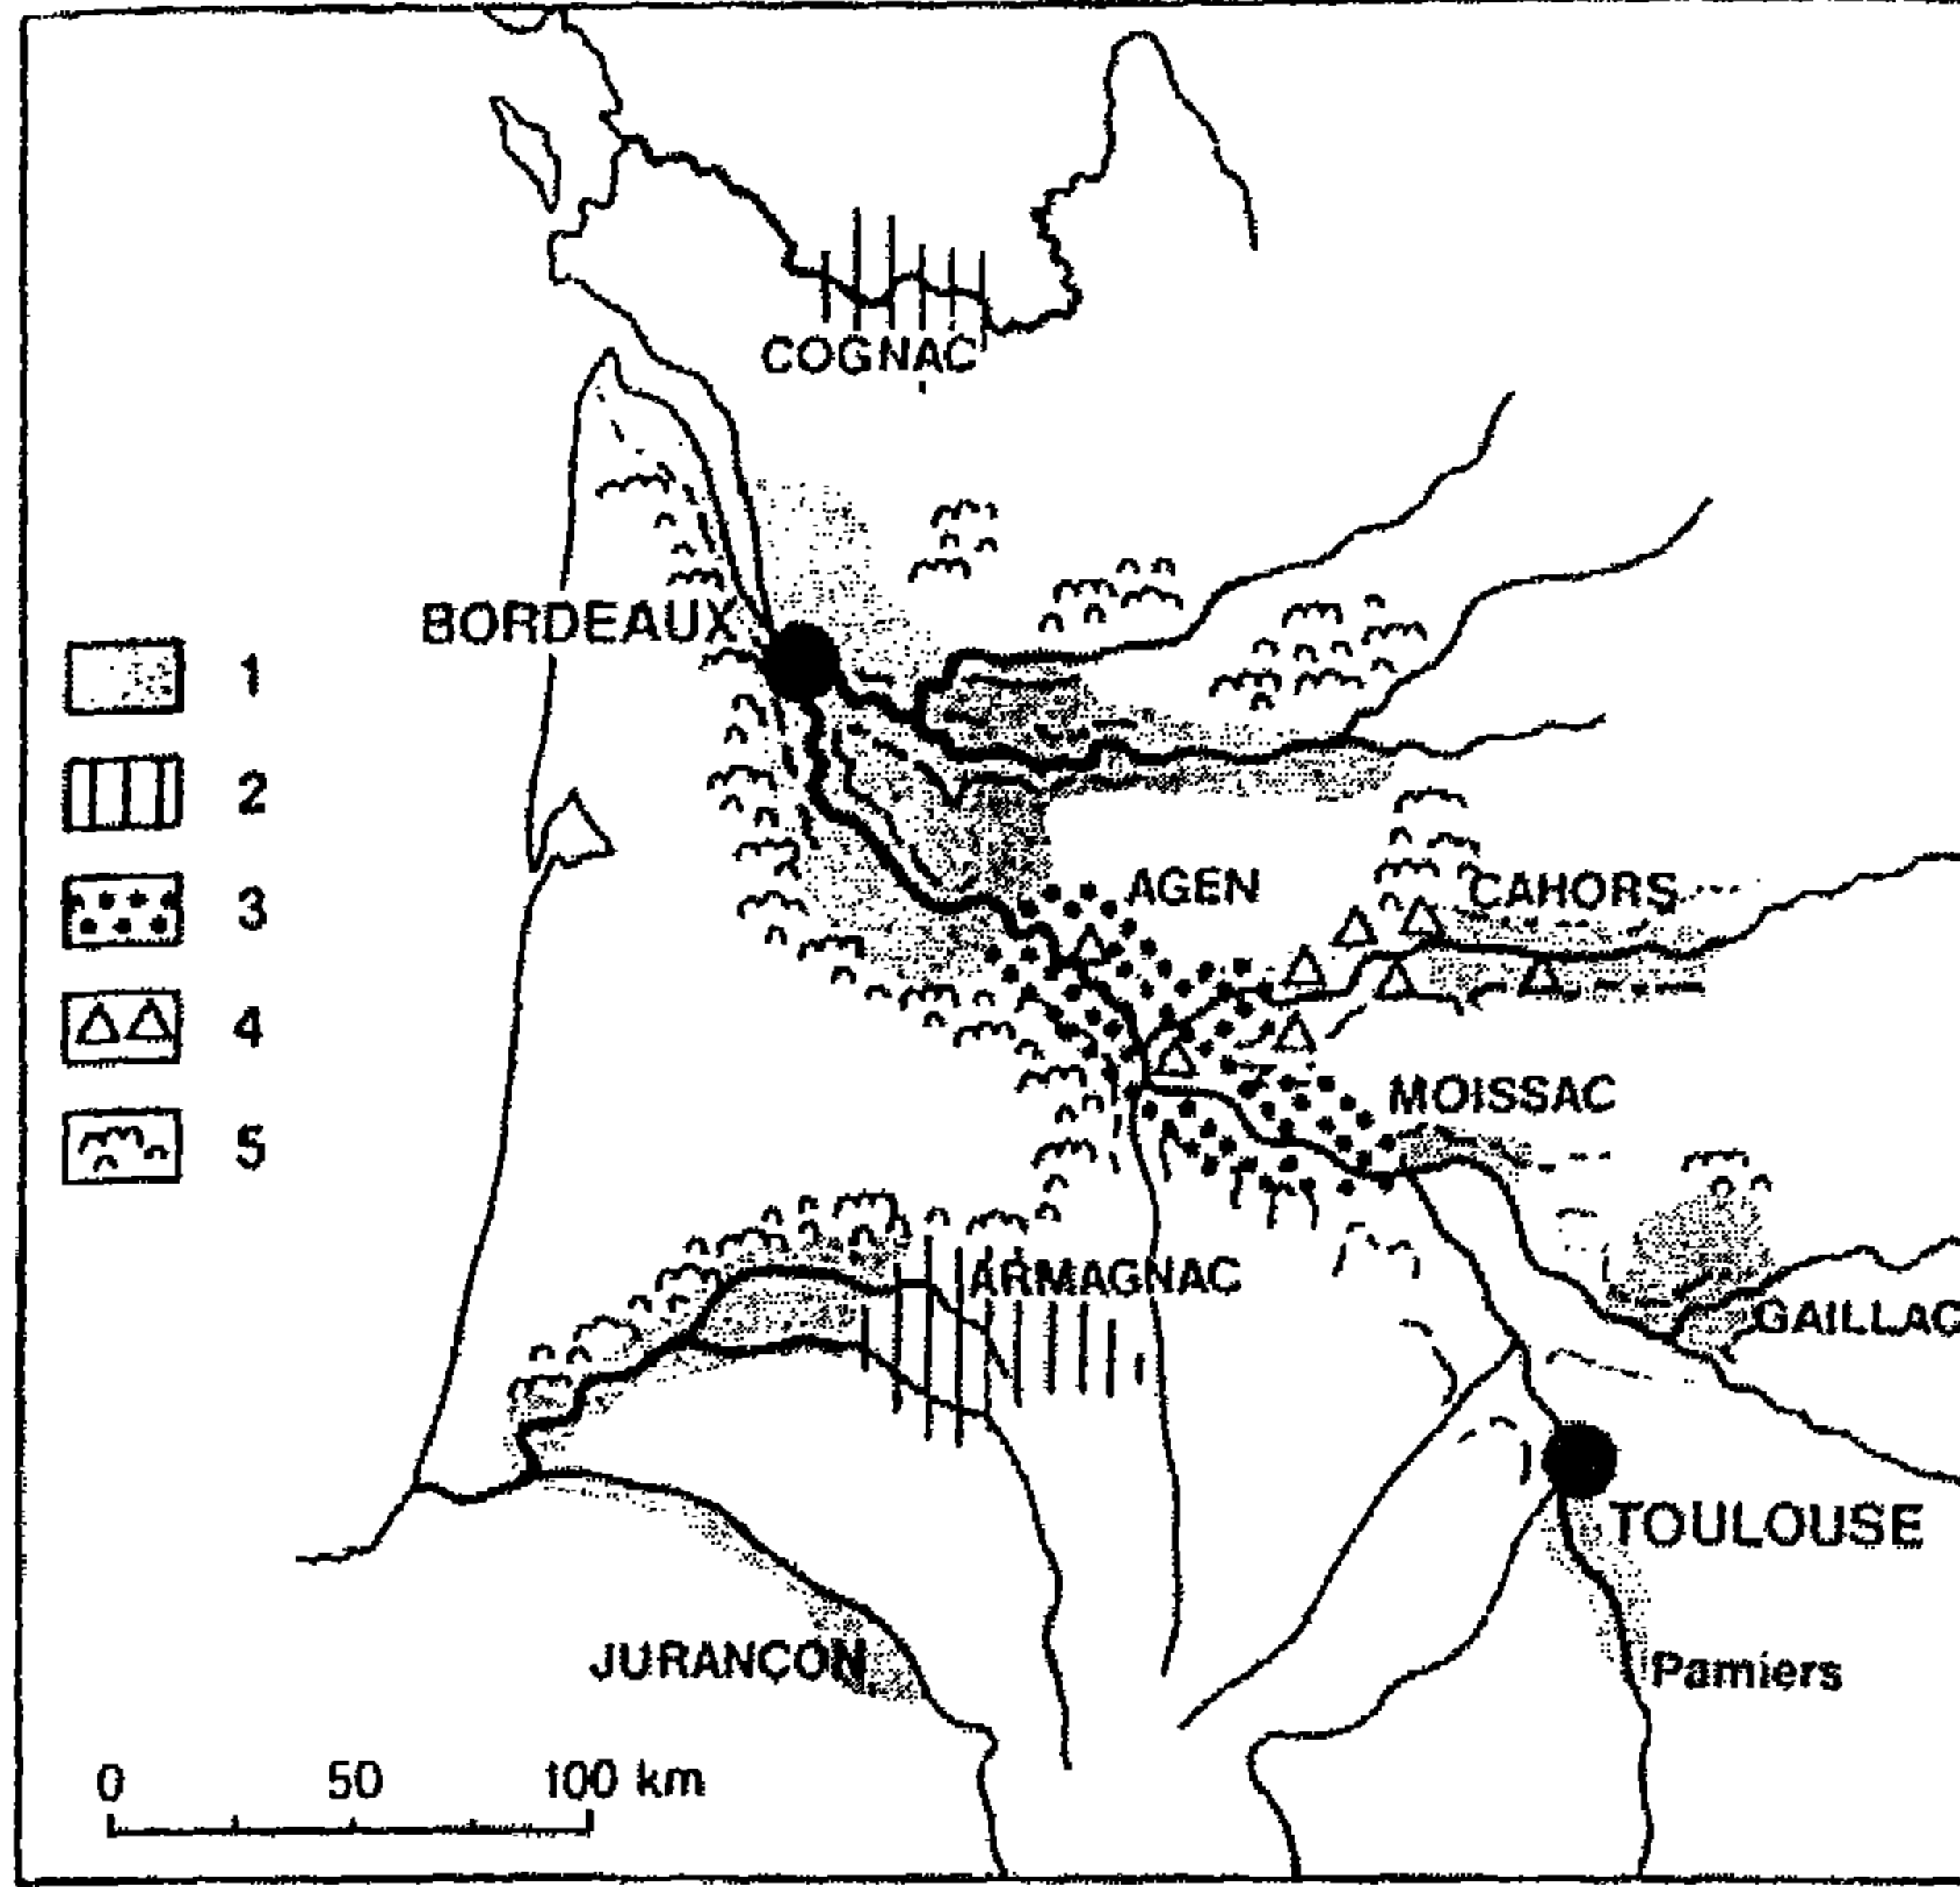 COGNAC
BORDEAUX
1
2
3
4
5
AGEN
CAHORS
MOISSAC
ARMAGNAC
GAILLAC
TOULOUSE
JURANÇON
Pamiers
0 50 100 km